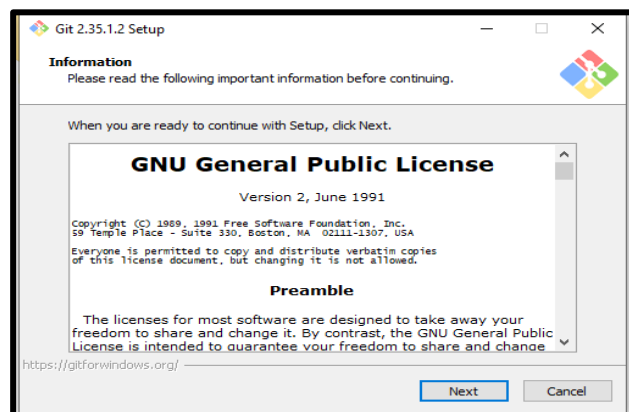 Git 2.35.1.2 Setup
Information
Please read the following important information before continuing.
When you are ready to continue with Setup, click Next.
GNU General Public License
Version 2, June 1991
Copyright (C) 1989, 1991 Free Software Foundation, Inc.
59 Temple Place - Suite 330, Boston, MA  02111-1307, USA
Everyone is permitted to copy and distribute verbatim copies
of this license document, but changing it is not allowed.
Preamble
The licenses for most software are designed to take away your
freedom to share and change it. By contrast, the GNU General Public
License is intended to guarantee your freedom to share and change
https://gitforwindows.org/
Next
Cancel